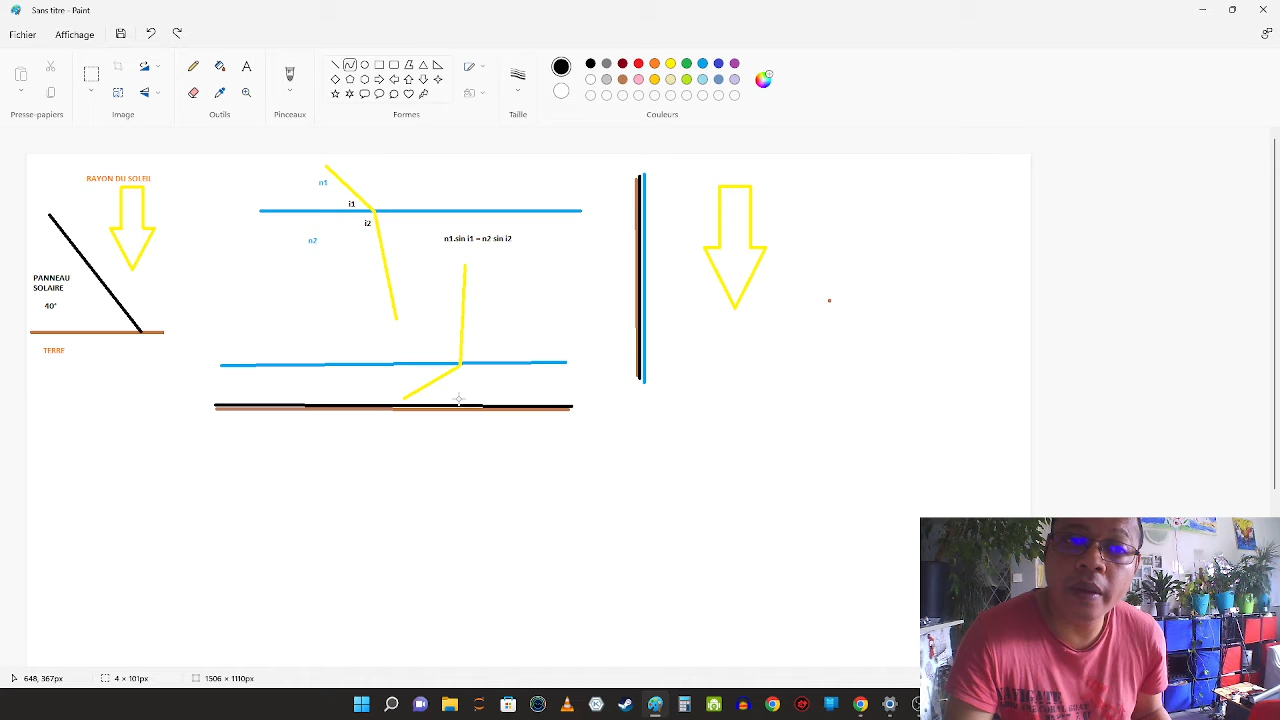 Sans titre - Paint
Fichier
Affichage
Presse-papiers
Image
Outils
Pinceaux
Formes
Taille
Couleurs
RAYON DU SOLEIL
PANNEAU
SOLAIRE
40°
TERRE
n1
i1
i2
n2
n1.sin i1 = n2 sin i2
648, 367px
4 × 101px
1506 × 1110px
NAVIGATE